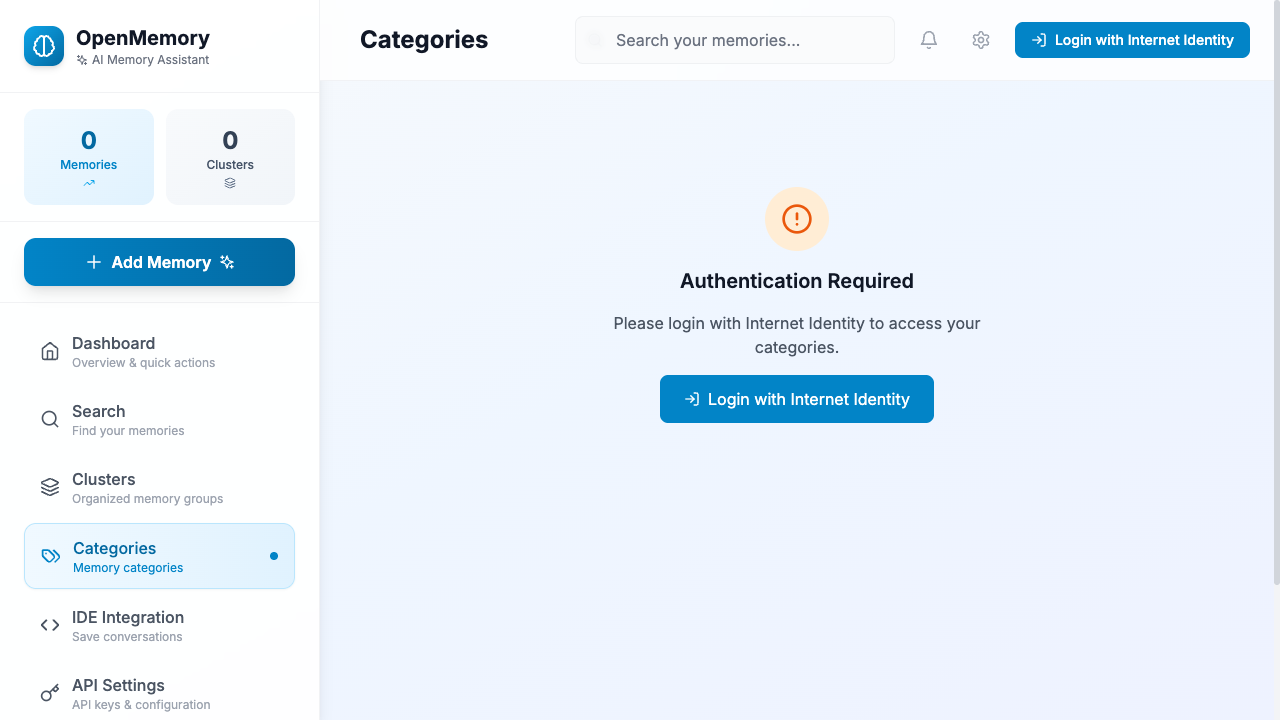 OpenMemory
AI Memory Assistant
0
Memories
0
Clusters
Add Memory
Dashboard
Overview & quick actions
Search
Find your memories
Clusters
Organized memory groups
Categories
Memory categories
IDE Integration
Save conversations
API Settings
API keys & configuration
Categories
Search your memories...
Login with Internet Identity
Authentication Required
Please login with Internet Identity to access your
categories.
Login with Internet Identity